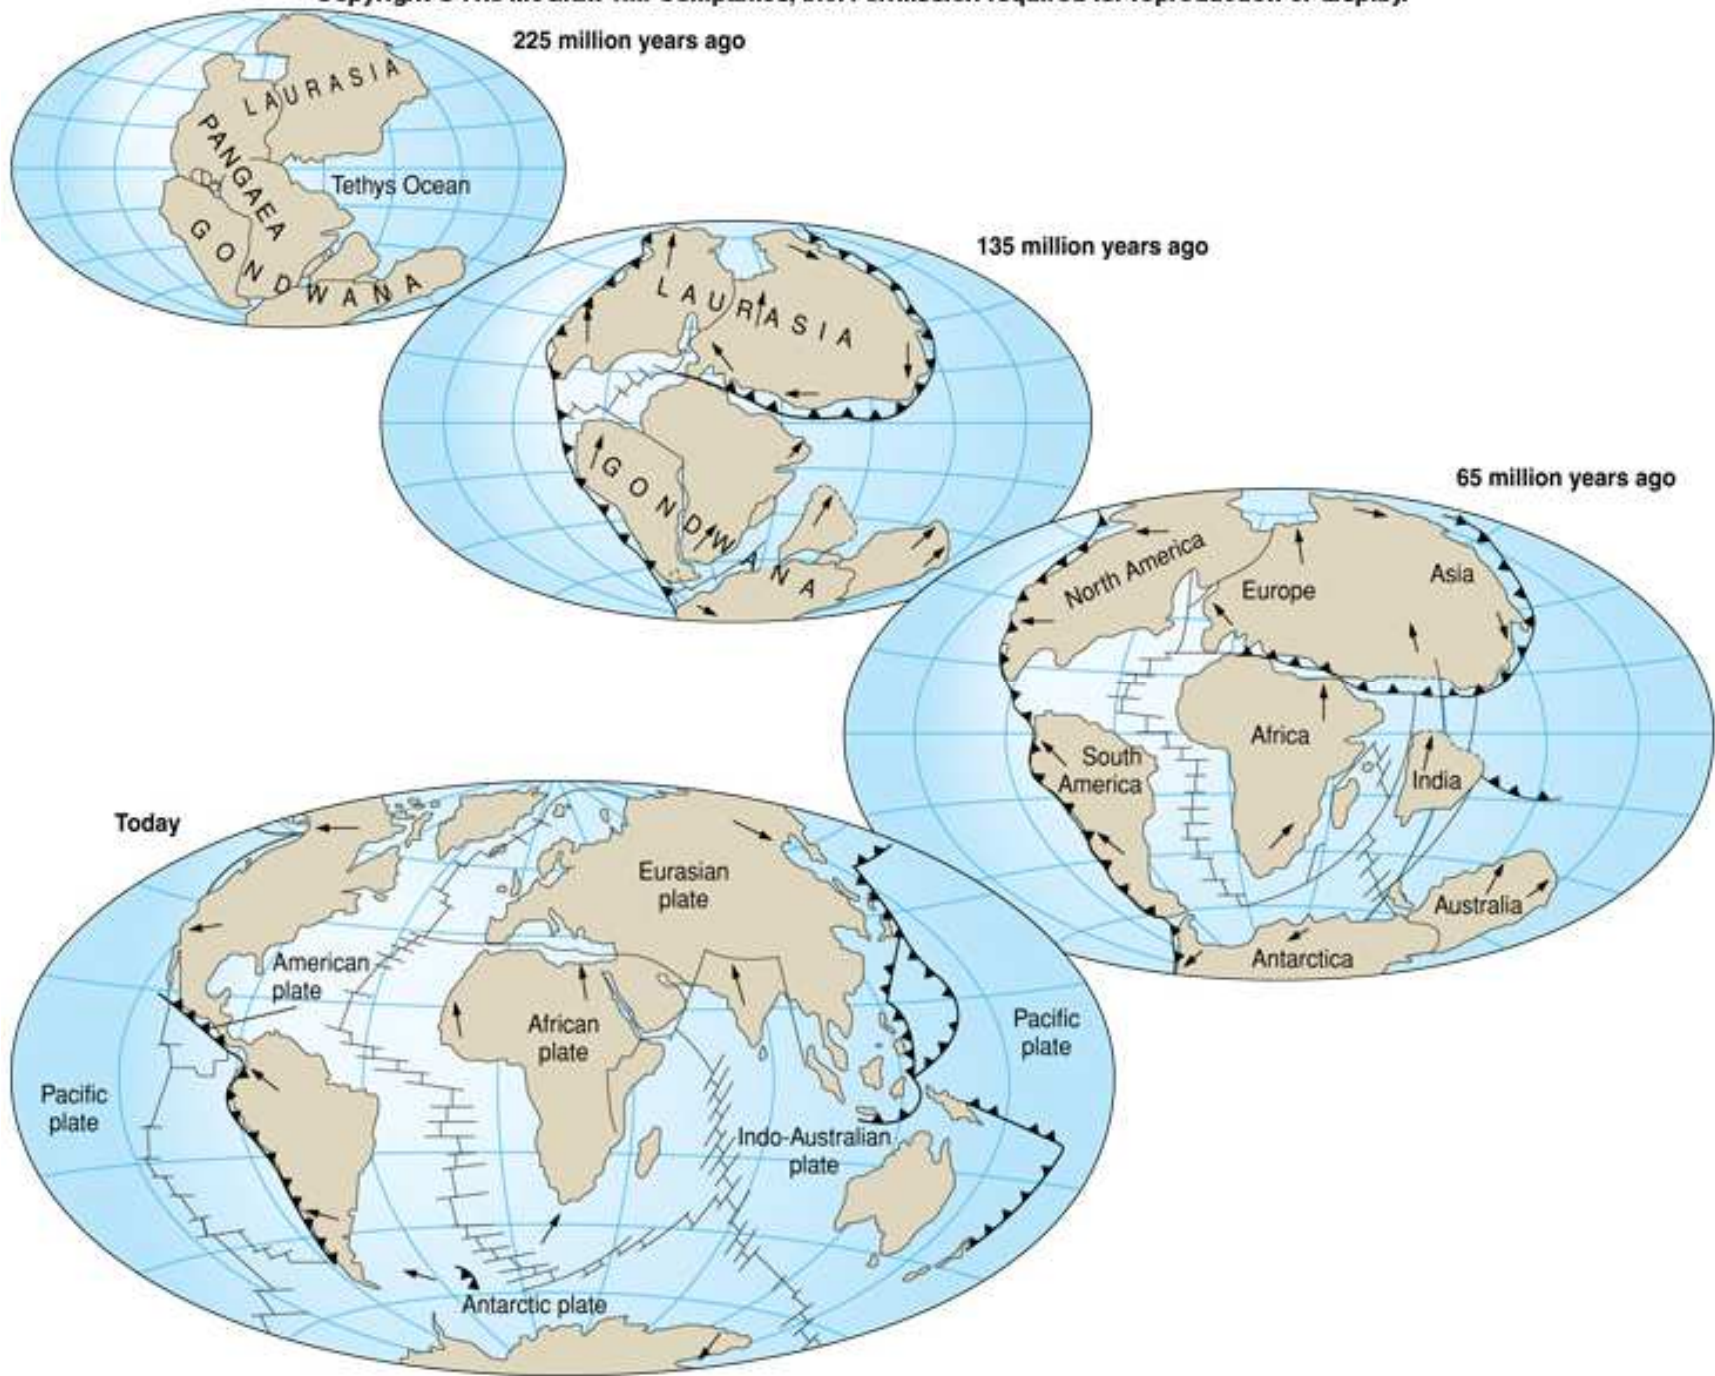 225 million years ago
LAURASIA
PANGAEA
Tethys Ocean
GONDWANA
135 million years ago
LAURASIA
GONDWANA
65 million years ago
North America
Europe
Asia
South
America
Africa
India
Australia
Antarctica
Today
Eurasian
plate
American
plate
African
plate
Pacific
plate
Pacific
plate
Indo-Australian
plate
Antarctic plate